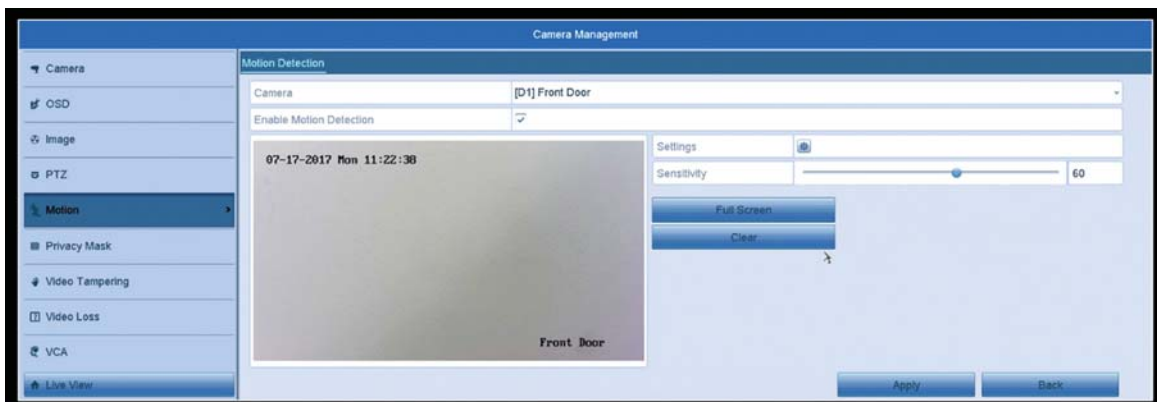 Camera Management
Camera
OSD
Image
PTZ
Motion
Privacy Mask
Video Tampering
Video Loss
VCA
Live View
Motion Detection
Camera [D1] Front Door
Enable Motion Detection
07-17-2017 Mon 11:22:38
Front Door
Settings
Sensitivity 60
Full Screen
Clear
Apply Back